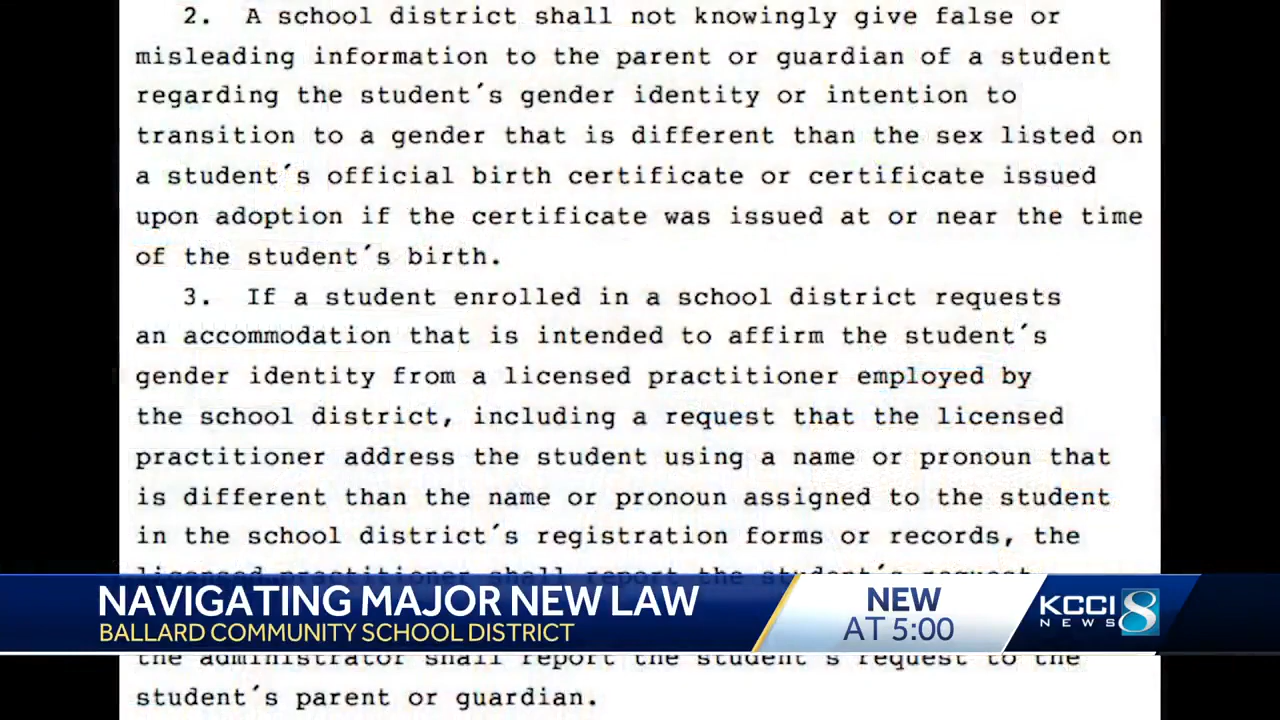 2. A school district shall not knowingly give false or
misleading information to the parent or guardian of a student
regarding the student´s gender identity or intention to
transition to a gender that is different than the sex listed on
a student´s official birth certificate or certificate issued
upon adoption if the certificate was issued at or near the time
of the student´s birth.
3. If a student enrolled in a school district requests
an accommodation that is intended to affirm the student´s
gender identity from a licensed practitioner employed by
the school district, including a request that the licensed
practitioner address the student using a name or pronoun that
is different than the name or pronoun assigned to the student
in the school district´s registration forms or records, the
licensed practitioner shall report the student´s request
NAVIGATING MAJOR NEW LAW
BALLARD COMMUNITY SCHOOL DISTRICT
NEW
AT 5:00
KCCI 8
NEWS
the administrator shall report the student´s request to the
student´s parent or guardian.